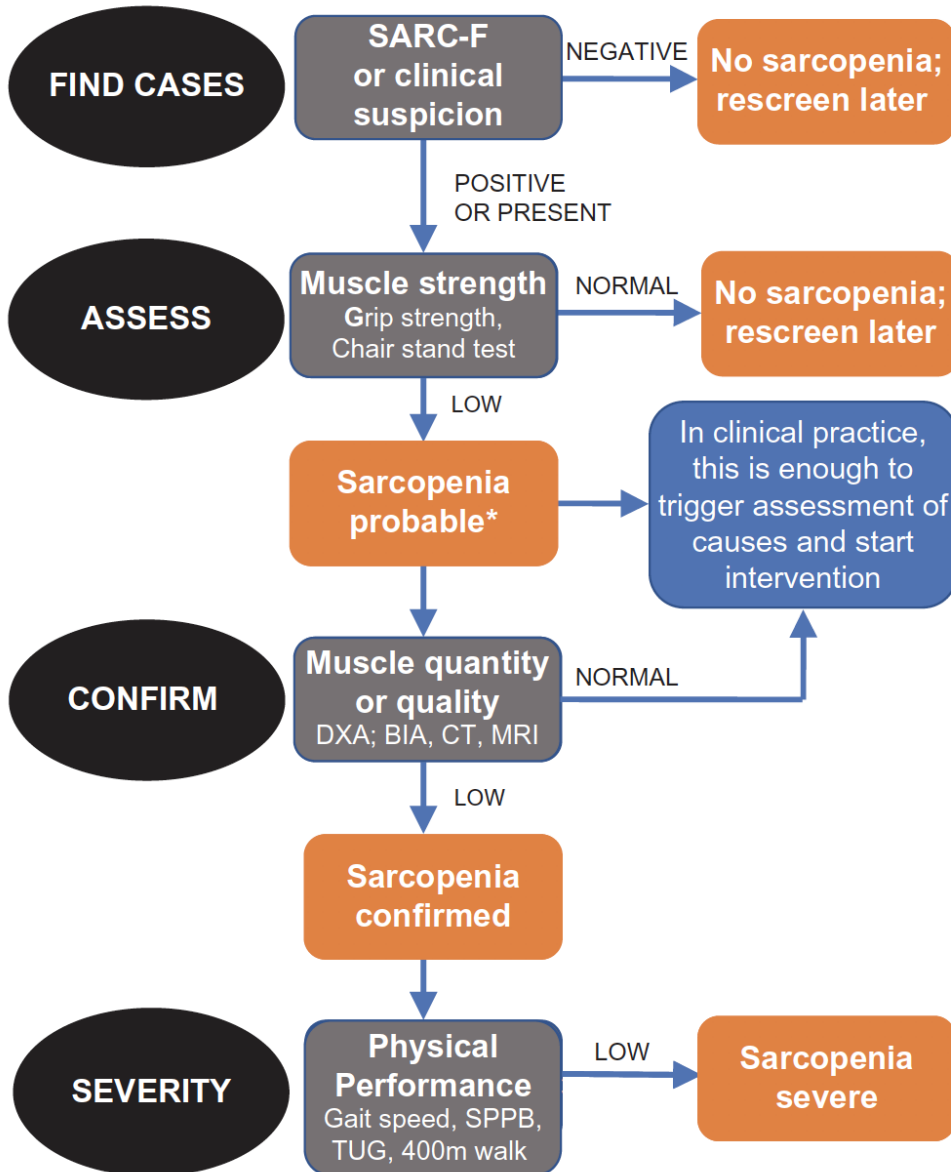 FIND CASES
SARC-F
or clinical
suspicion
NEGATIVE
No sarcopenia;
rescreen later
POSITIVE
OR PRESENT
ASSESS
Muscle strength
Grip strength,
Chair stand test
NORMAL
No sarcopenia;
rescreen later
LOW
Sarcopenia
probable*
In clinical practice,
this is enough to
trigger assessment of
causes and start
intervention
CONFIRM
Muscle quantity
or quality
DXA; BIA, CT, MRI
NORMAL
LOW
Sarcopenia
confirmed
SEVERITY
Physical
Performance
Gait speed, SPPB,
TUG, 400m walk
LOW
Sarcopenia
severe